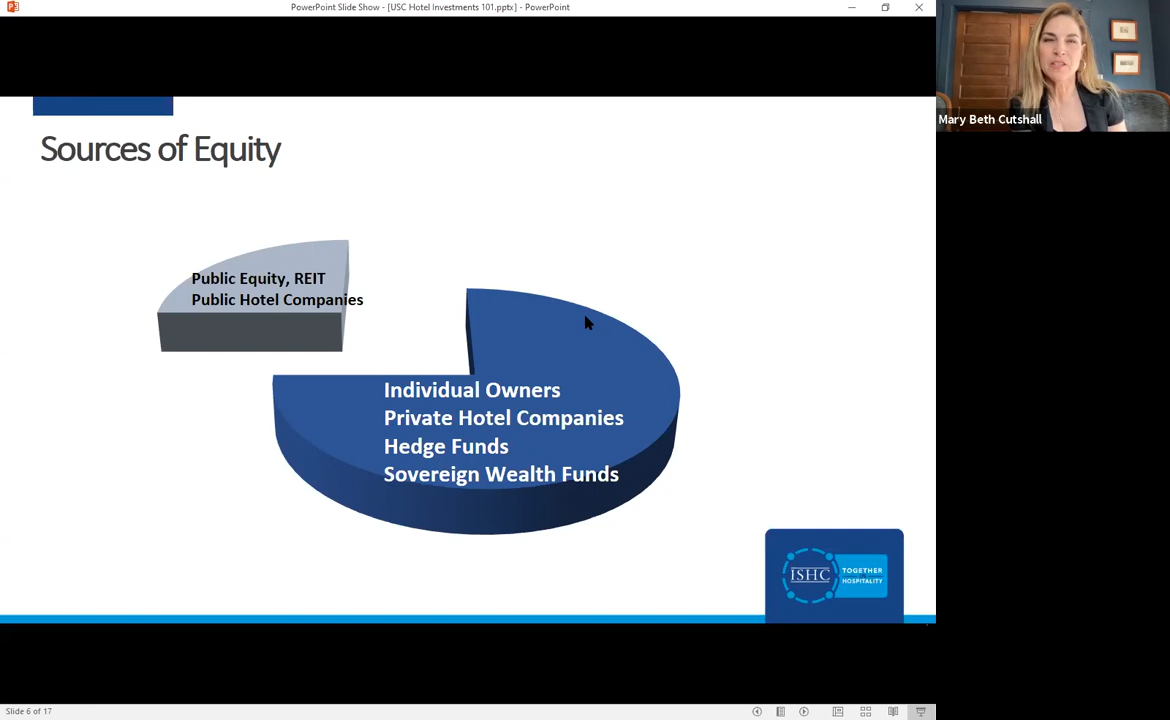 PowerPoint Slide Show - [USC Hotel Investments 101.pptx] - PowerPoint
Mary Beth Cutshall
Sources of Equity
Public Equity, REIT
Public Hotel Companies
Individual Owners
Private Hotel Companies
Hedge Funds
Sovereign Wealth Funds
ISHC
TOGETHER
HOSPITALITY
Slide 6 of 17